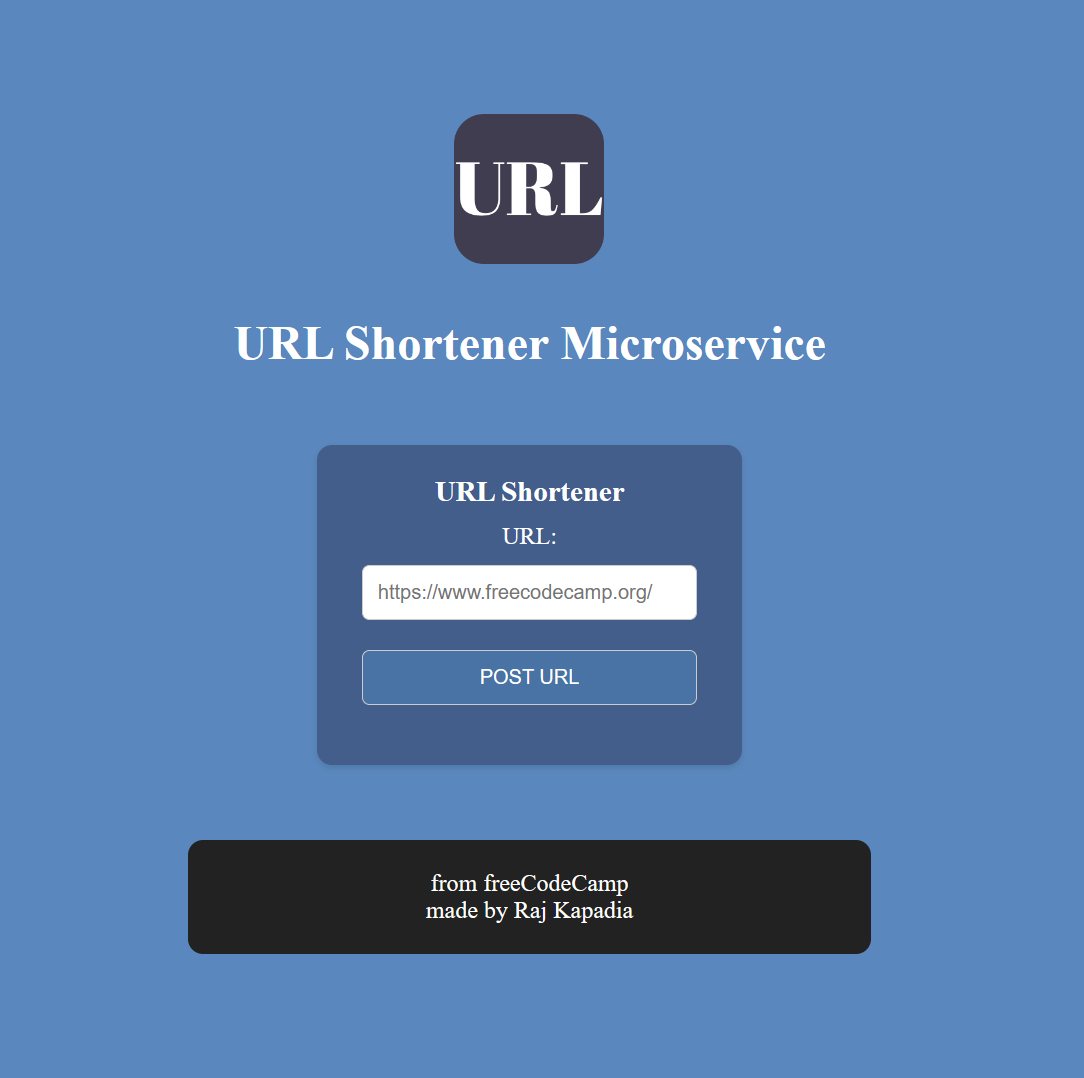 URL
URL Shortener Microservice
URL Shortener
URL:
https://www.freecodecamp.org/
POST URL
from freeCodeCamp
made by Raj Kapadia